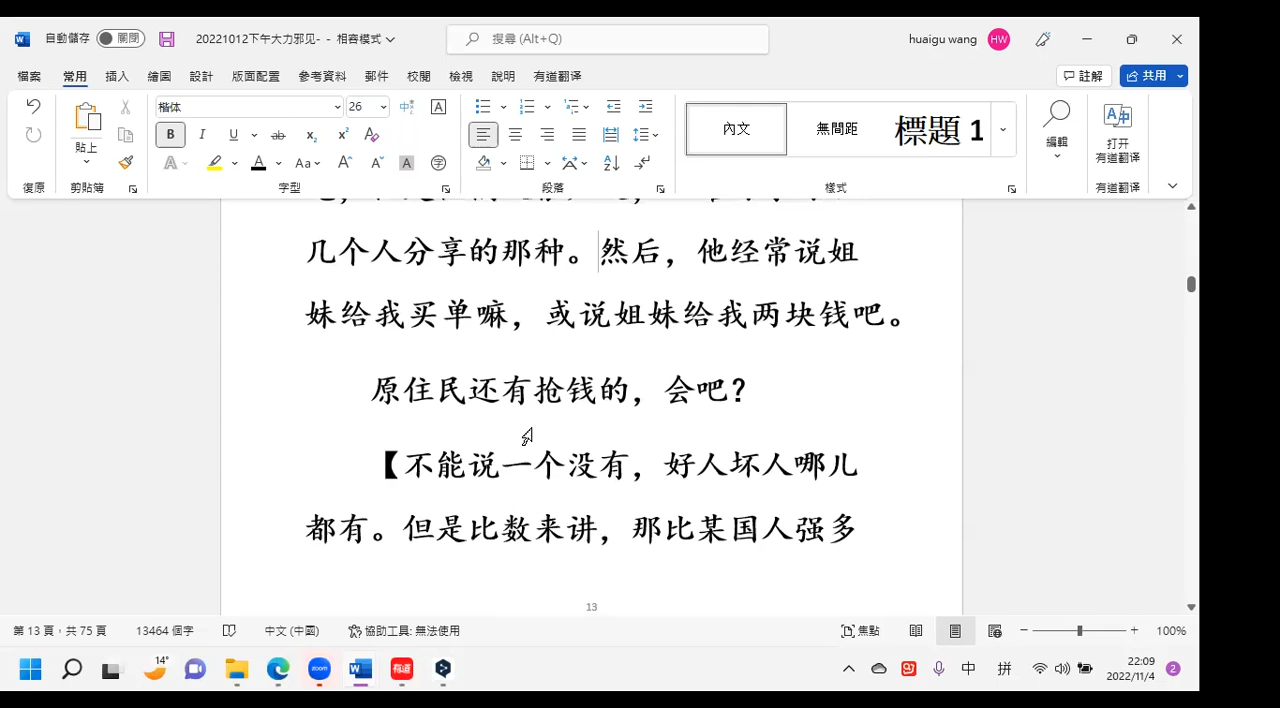 自動儲存 關閉 20221012下午大力邪见- - 相容模式 搜尋 (Alt+Q) huaigu wang HW
檔案 常用 插入 繪圖 設計 版面配置 參考資料 郵件 校閱 檢視 說明 有道翻译 註解 共用
楷体 26
貼上
內文 無間距 標題 1
編輯 打开
有道翻译
復原 剪貼簿 字型 段落 樣式 有道翻译
几个人分享的那种。然后，他经常说姐
妹给我买单嘛，或说姐妹给我两块钱吧。
原住民还有抢钱的，会吧？
【不能说一个没有，好人坏人哪儿
都有。但是比数来讲，那比某国人强多
13
第 13 頁，共 75 頁 13464 個字 中文 (中國) 協助工具: 無法使用 焦點 100%
14° zoom 有道 中 拼 22:09
2022/11/4 2